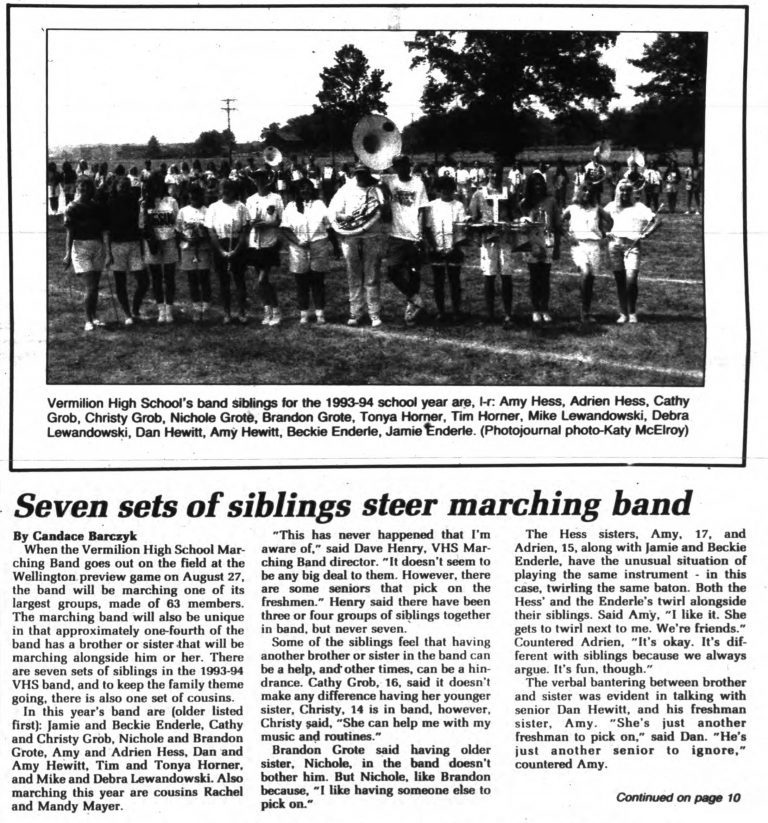 Vermilion High School's band siblings for the 1993-94 school year are, l-r: Amy Hess, Adrien Hess, Cathy
Grob, Christy Grob, Nichole Grote, Brandon Grote, Tonya Horner, Tim Horner, Mike Lewandowski, Debra
Lewandowski, Dan Hewitt, Amy Hewitt, Beckie Enderle, Jamie Enderle. (Photojournal photo-Katy McElroy)
Seven sets of siblings steer marching band
By Candace Barczyk
When the Vermilion High School Mar-
ching Band goes out on the field at the
Wellington preview game on August 27,
the band will be marching one of its
largest groups, made of 63 members.
The marching band will also be unique
in that approximately one-fourth of the
band has a brother or sister that will be
marching alongside him or her. There
are seven sets of siblings in the 1993-94
VHS band, and to keep the family theme
going, there is also one set of cousins.
In this year's band are (older listed
first): Jamie and Beckie Enderle, Cathy
and Christy Grob, Nichole and Brandon
Grote, Amy and Adrien Hess, Dan and
Amy Hewitt, Tim and Tonya Horner,
and Mike and Debra Lewandowski. Also
marching this year are cousins Rachel
and Mandy Mayer.
"This has never happened that I'm
aware of," said Dave Henry, VHS Mar-
ching Band director. "It doesn't seem to
be any big deal to them. However, there
are some seniors that pick on the
freshmen." Henry said there have been
three or four groups of siblings together
in band, but never seven.
Some of the siblings feel that having
another brother or sister in the band can
be a help, and other times, can be a hin-
drance. Cathy Grob, 16, said it doesn't
make any difference having her younger
sister, Christy, 14 is in band, however,
Christy said, "She can help me with my
music and routines."
Brandon Grote said having older
sister, Nichole, in the band doesn't
bother him. But Nichole, like Brandon
because, "I like having someone else to
pick on."
The Hess sisters, Amy, 17, and
Adrien, 15, along with Jamie and Beckie
Enderle, have the unusual situation of
playing the same instrument - in this
case, twirling the same baton. Both the
Hess' and the Enderle's twirl alongside
their siblings. Said Amy, "I like it. She
gets to twirl next to me. We're friends."
Countered Adrien, "It's okay. It's dif-
ferent with siblings because we always
argue. It's fun, though."
The verbal bantering between brother
and sister was evident in talking with
senior Dan Hewitt, and his freshman
sister, Amy. "She's just another
freshman to pick on," said Dan. "He's
just another senior to ignore,"
countered Amy.
Continued on page 10